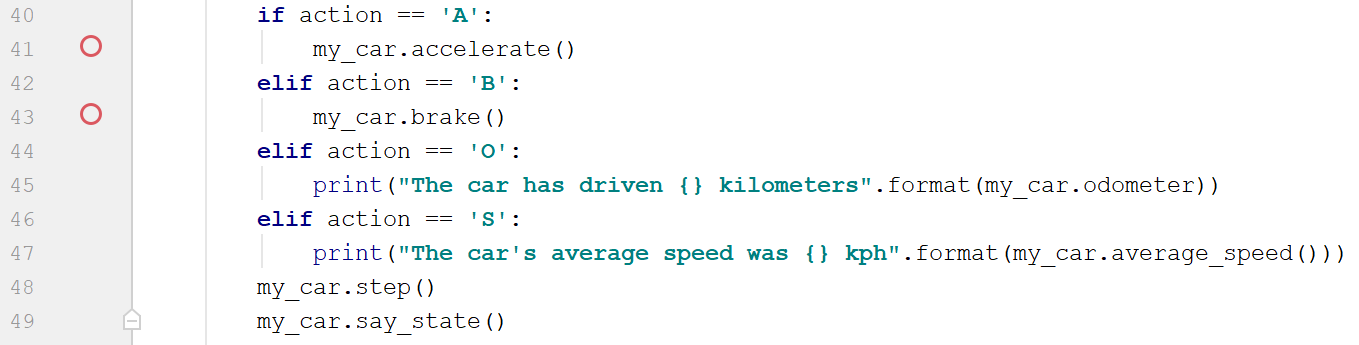 40 if action == 'A':
41 my_car.accelerate()
42 elif action == 'B':
43 my_car.brake()
44 elif action == 'O':
45 print("The car has driven {} kilometers".format(my_car.odometer))
46 elif action == 'S':
47 print("The car's average speed was {} kph".format(my_car.average_speed()))
48 my_car.step()
49 my_car.say_state()